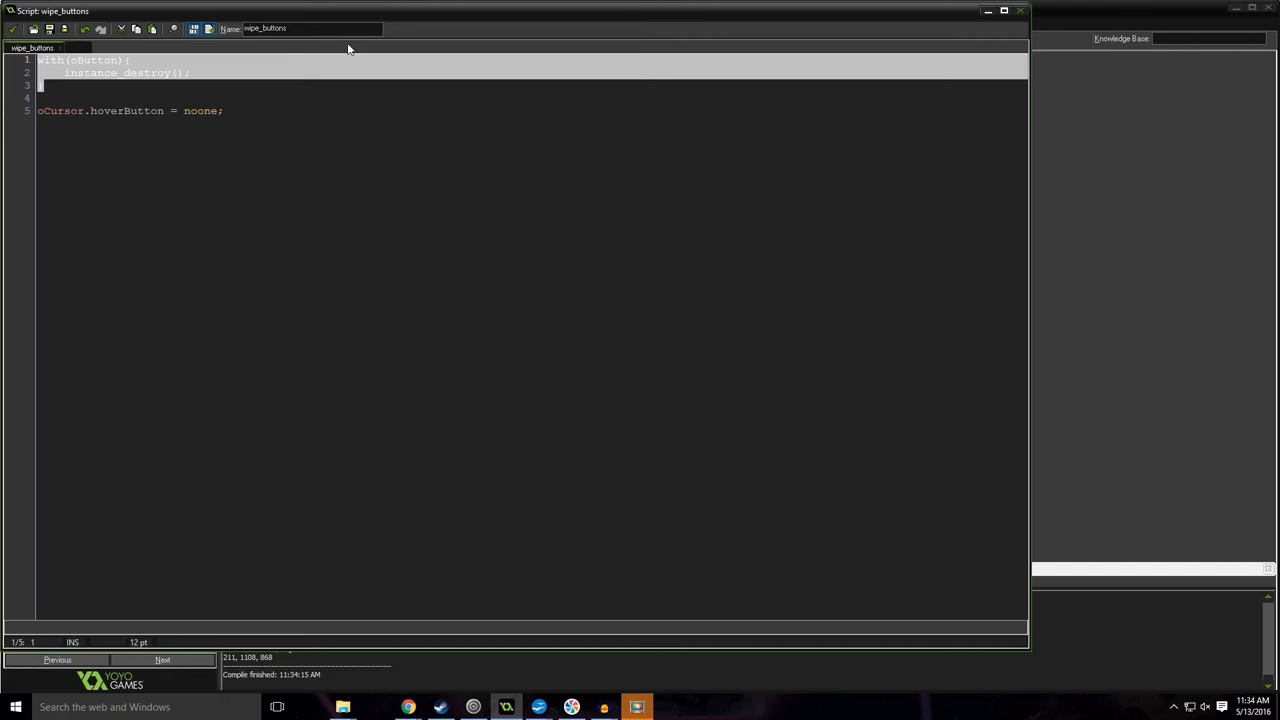 Script: wipe_buttons
Name: wipe_buttons
Knowledge Base:
wipe_buttons
1 with(oButton){
2 instance_destroy();
3 }
4
5 oCursor.hoverButton = noone;
1/5: 1 INS 12 pt
Previous Next
211, 1108, 868
Compile finished: 11:34:15 AM
YOYO
GAMES
Search the web and Windows
11:34 AM
5/13/2016